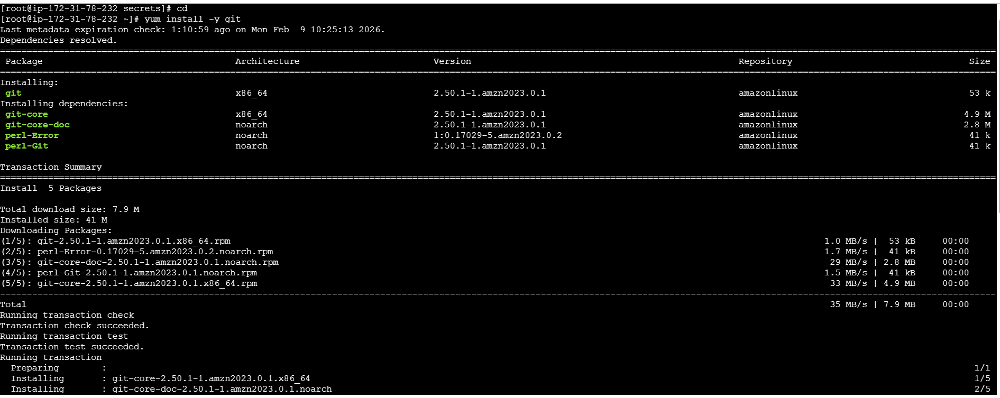 [root@ip-172-31-78-232 secrets]# cd
[root@ip-172-31-78-232 ~]# yum install -y git
Last metadata expiration check: 1:10:59 ago on Mon Feb  9 10:25:13 2026.
Dependencies resolved.
Package Architecture Version Repository Size
Installing:
git x86_64 2.50.1-1.amzn2023.0.1 amazonlinux 53 k
Installing dependencies:
git-core x86_64 2.50.1-1.amzn2023.0.1 amazonlinux 4.9 M
git-core-doc noarch 2.50.1-1.amzn2023.0.1 amazonlinux 2.8 M
perl-Error noarch 1:0.17029-5.amzn2023.0.2 amazonlinux 41 k
perl-Git noarch 2.50.1-1.amzn2023.0.1 amazonlinux 41 k
Transaction Summary
Install  5 Packages
Total download size: 7.9 M
Installed size: 41 M
Downloading Packages:
(1/5): git-2.50.1-1.amzn2023.0.1.x86_64.rpm 1.0 MB/s |  53 kB 00:00
(2/5): perl-Error-0.17029-5.amzn2023.0.2.noarch.rpm 1.7 MB/s |  41 kB 00:00
(3/5): git-core-doc-2.50.1-1.amzn2023.0.1.noarch.rpm 29 MB/s | 2.8 MB 00:00
(4/5): perl-Git-2.50.1-1.amzn2023.0.1.noarch.rpm 1.5 MB/s |  41 kB 00:00
(5/5): git-core-2.50.1-1.amzn2023.0.1.x86_64.rpm 33 MB/s | 4.9 MB 00:00
Total 35 MB/s | 7.9 MB 00:00
Running transaction check
Transaction check succeeded.
Running transaction test
Transaction test succeeded.
Running transaction
Preparing : 1/1
Installing : git-core-2.50.1-1.amzn2023.0.1.x86_64 1/5
Installing : git-core-doc-2.50.1-1.amzn2023.0.1.noarch 2/5